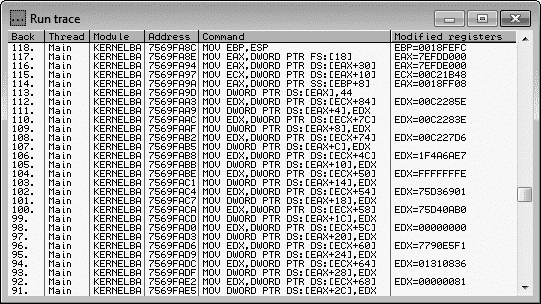 Run trace
Back Thread Module Address Command Modified registers
118. Main KERNELBA 7569FA8C MOV EBP,ESP EBP=0018FEFC
117. Main KERNELBA 7569FA8E MOV EAX,DWORD PTR FS:[18] EAX=7EFDD000
116. Main KERNELBA 7569FA94 MOV EAX,DWORD PTR DS:[EAX+30] EAX=7EFDE000
115. Main KERNELBA 7569FA97 MOV ECX,DWORD PTR DS:[EAX+10] ECX=00C21B48
114. Main KERNELBA 7569FA9A MOV EAX,DWORD PTR SS:[EBP+8] EAX=0018FF08
113. Main KERNELBA 7569FA9D MOV DWORD PTR DS:[EAX],44
112. Main KERNELBA 7569FAA3 MOV EDX,DWORD PTR DS:[ECX+84] EDX=00C2285E
111. Main KERNELBA 7569FAA9 MOV DWORD PTR DS:[EAX+4],EDX
110. Main KERNELBA 7569FAAC MOV EDX,DWORD PTR DS:[ECX+7C] EDX=00C2283E
109. Main KERNELBA 7569FAAF MOV DWORD PTR DS:[EAX+8],EDX
108. Main KERNELBA 7569FAB2 MOV EDX,DWORD PTR DS:[ECX+74] EDX=00C227D6
107. Main KERNELBA 7569FAB5 MOV DWORD PTR DS:[EAX+C],EDX
106. Main KERNELBA 7569FAB8 MOV EDX,DWORD PTR DS:[ECX+4C] EDX=1F4A6AE7
105. Main KERNELBA 7569FABB MOV DWORD PTR DS:[EAX+10],EDX
104. Main KERNELBA 7569FABE MOV EDX,DWORD PTR DS:[ECX+50] EDX=FFFFFFFE
103. Main KERNELBA 7569FAC1 MOV DWORD PTR DS:[EAX+14],EDX
102. Main KERNELBA 7569FAC4 MOV EDX,DWORD PTR DS:[ECX+54] EDX=75D36901
101. Main KERNELBA 7569FAC7 MOV DWORD PTR DS:[EAX+18],EDX
100. Main KERNELBA 7569FACA MOV EDX,DWORD PTR DS:[ECX+58] EDX=75D40AB0
99. Main KERNELBA 7569FACD MOV DWORD PTR DS:[EAX+1C],EDX
98. Main KERNELBA 7569FAD0 MOV EDX,DWORD PTR DS:[ECX+5C] EDX=00000000
97. Main KERNELBA 7569FAD3 MOV DWORD PTR DS:[EAX+20],EDX
96. Main KERNELBA 7569FAD6 MOV EDX,DWORD PTR DS:[ECX+60] EDX=7790E5F1
95. Main KERNELBA 7569FAD9 MOV DWORD PTR DS:[EAX+24],EDX
94. Main KERNELBA 7569FADC MOV EDX,DWORD PTR DS:[ECX+64] EDX=01310836
93. Main KERNELBA 7569FADF MOV DWORD PTR DS:[EAX+28],EDX
92. Main KERNELBA 7569FAE2 MOV EDX,DWORD PTR DS:[ECX+68] EDX=00000081
91. Main KERNELBA 7569FAE5 MOV DWORD PTR DS:[EAX+2C],EDX